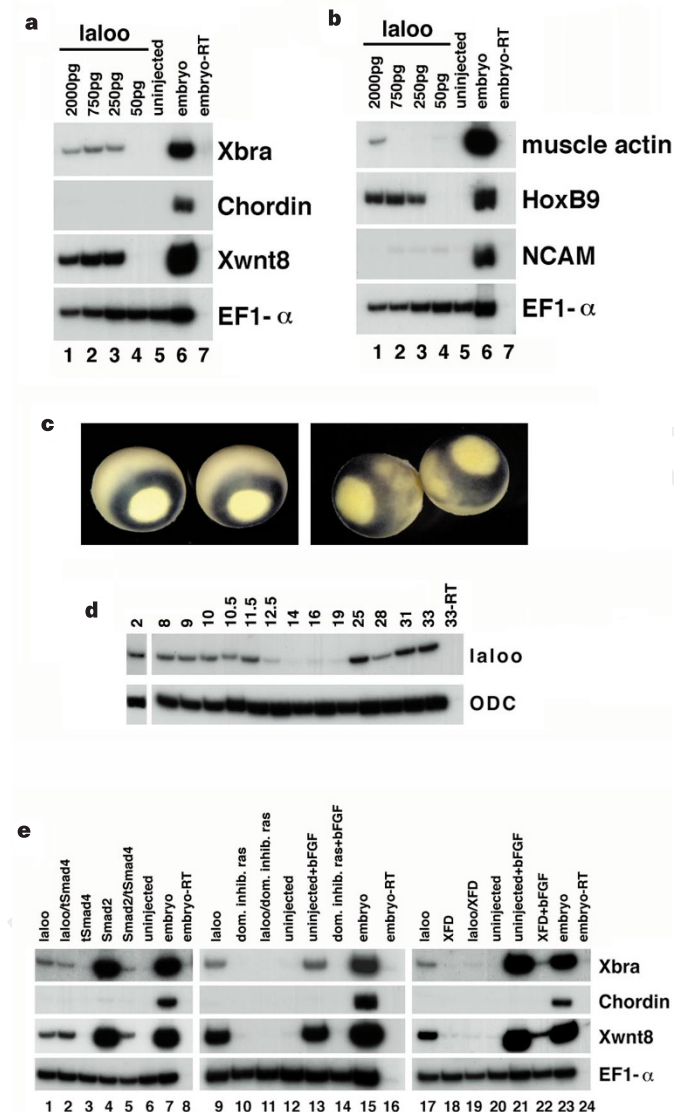 a
laloo
2000pg 750pg 250pg 50pg uninjected embryo embryo-RT
Xbra
Chordin
Xwnt8
EF1- α
1 2 3 4 5 6 7
b
laloo
2000pg 750pg 250pg 50pg uninjected embryo embryo-RT
muscle actin
HoxB9
NCAM
EF1- α
1 2 3 4 5 6 7
c
d
2 8 9 10 10.5 11.5 12.5 14 16 19 25 28 31 33 33-RT
laloo
ODC
e
laloo laloo/tSmad4 tSmad4 Smad2 Smad2/tSmad4 uninjected embryo embryo-RT laloo dom. inhib. ras laloo/dom. inhib. ras uninjected uninjected+bFGF dom. inhib. ras+bFGF embryo embryo-RT laloo XFD laloo/XFD uninjected uninjected+bFGF XFD+bFGF embryo embryo-RT
Xbra
Chordin
Xwnt8
EF1- α
1 2 3 4 5 6 7 8 9 10 11 12 13 14 15 16 17 18 19 20 21 22 23 24